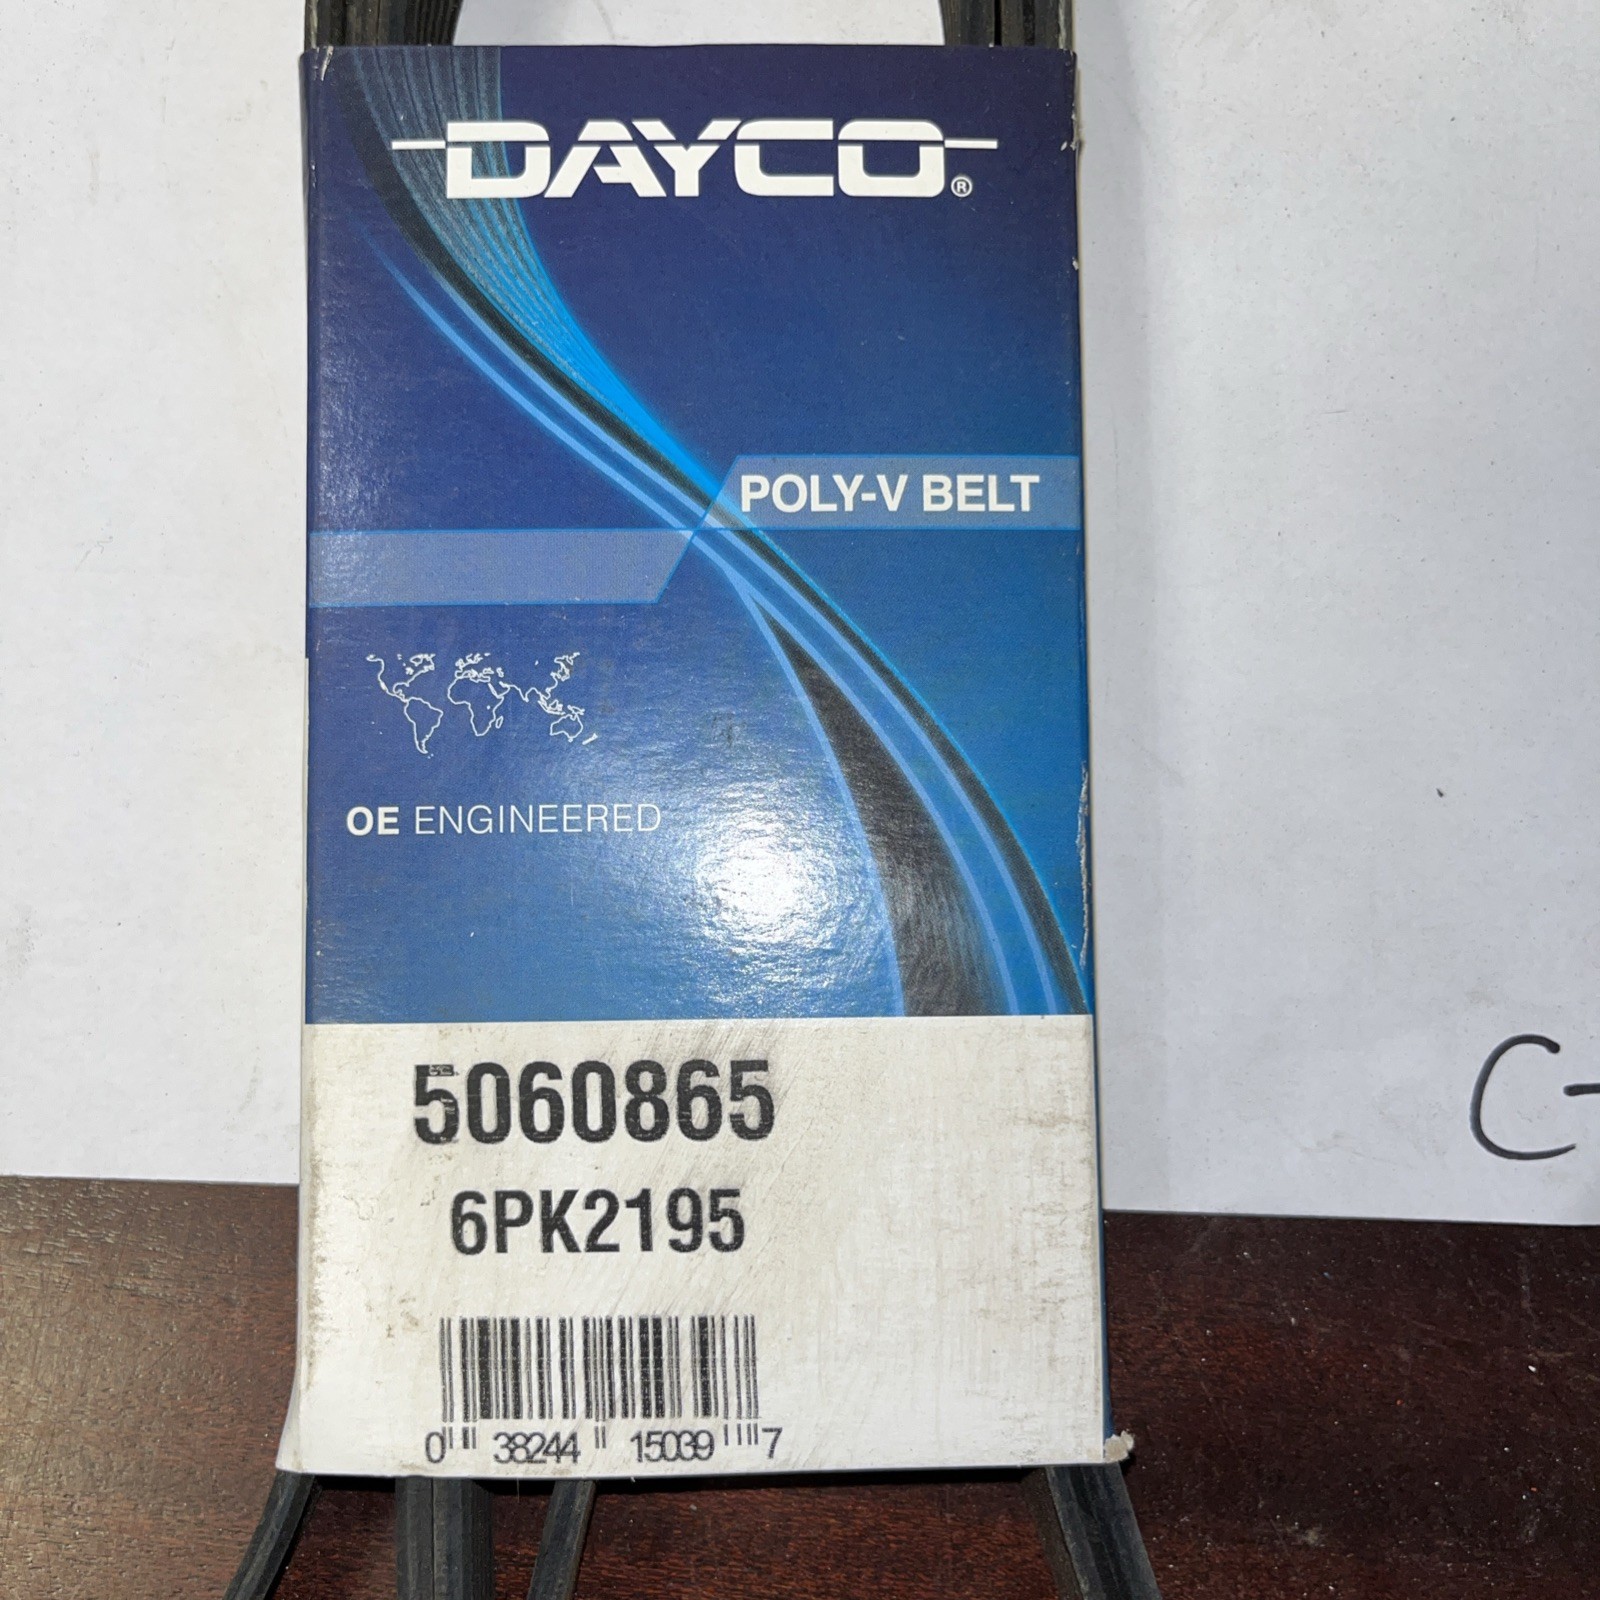 DAYCO®
POLY-V BELT
OE ENGINEERED
5060865
6PK2195
0 38244 15039 7
C-